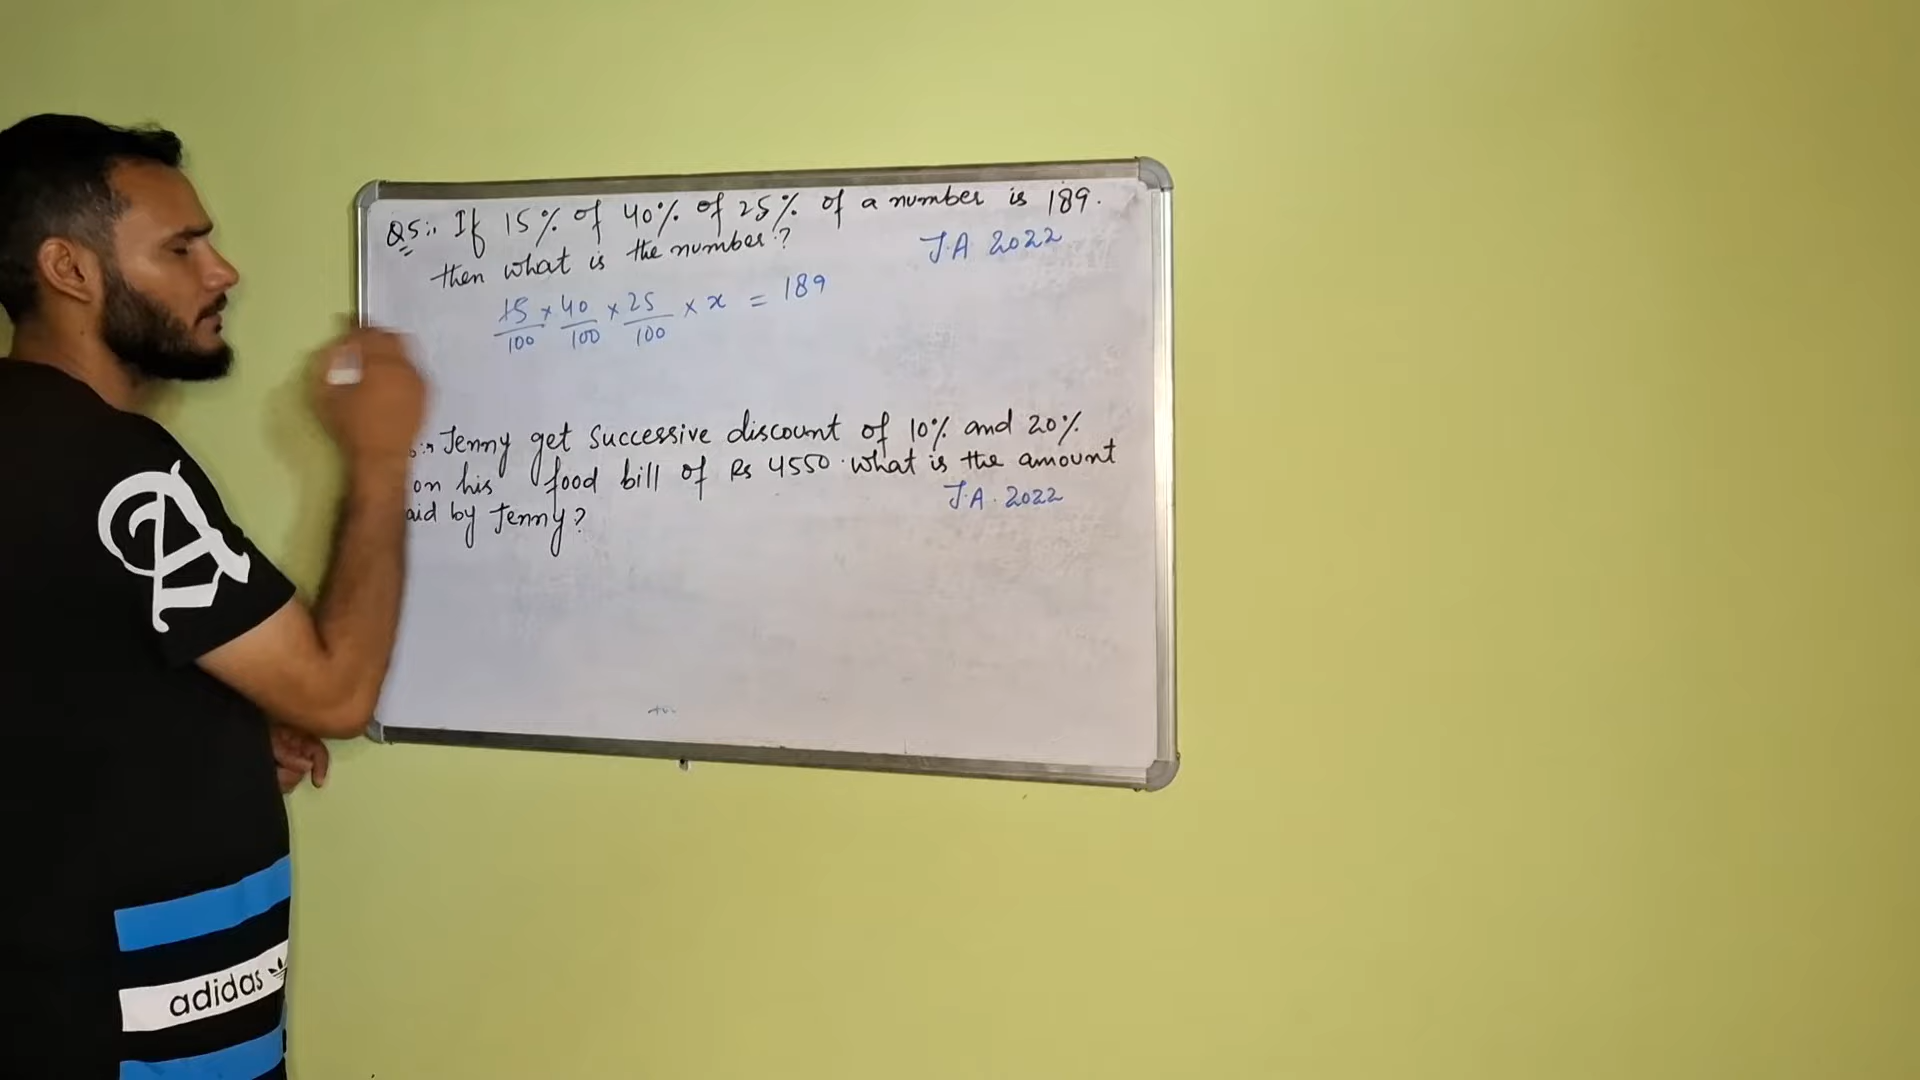 Q5:- If 15% of 40% of 25% of a number is 189.
then what is the number?
J.A 2022
15/100 × 40/100 × 25/100 × x = 189
Jenny get successive discount of 10% and 20%
on his food bill of Rs 4550. what is the amount
aid by Jenny?
J.A. 2022
A
adidas